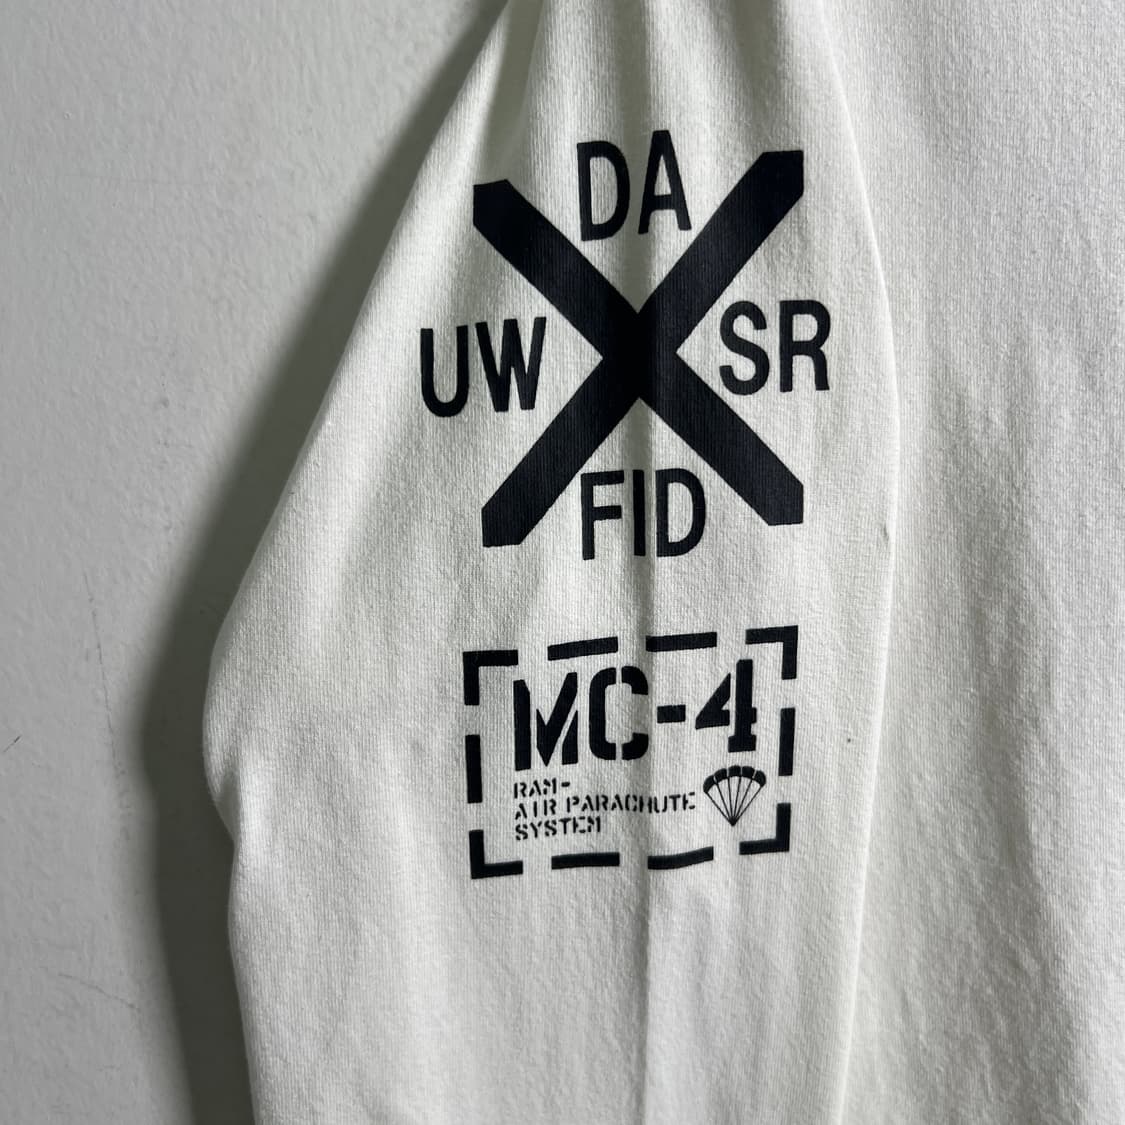 DA
UW SR
FID
MC-4
RAM-
AIR PARACHUTE
SYSTEM